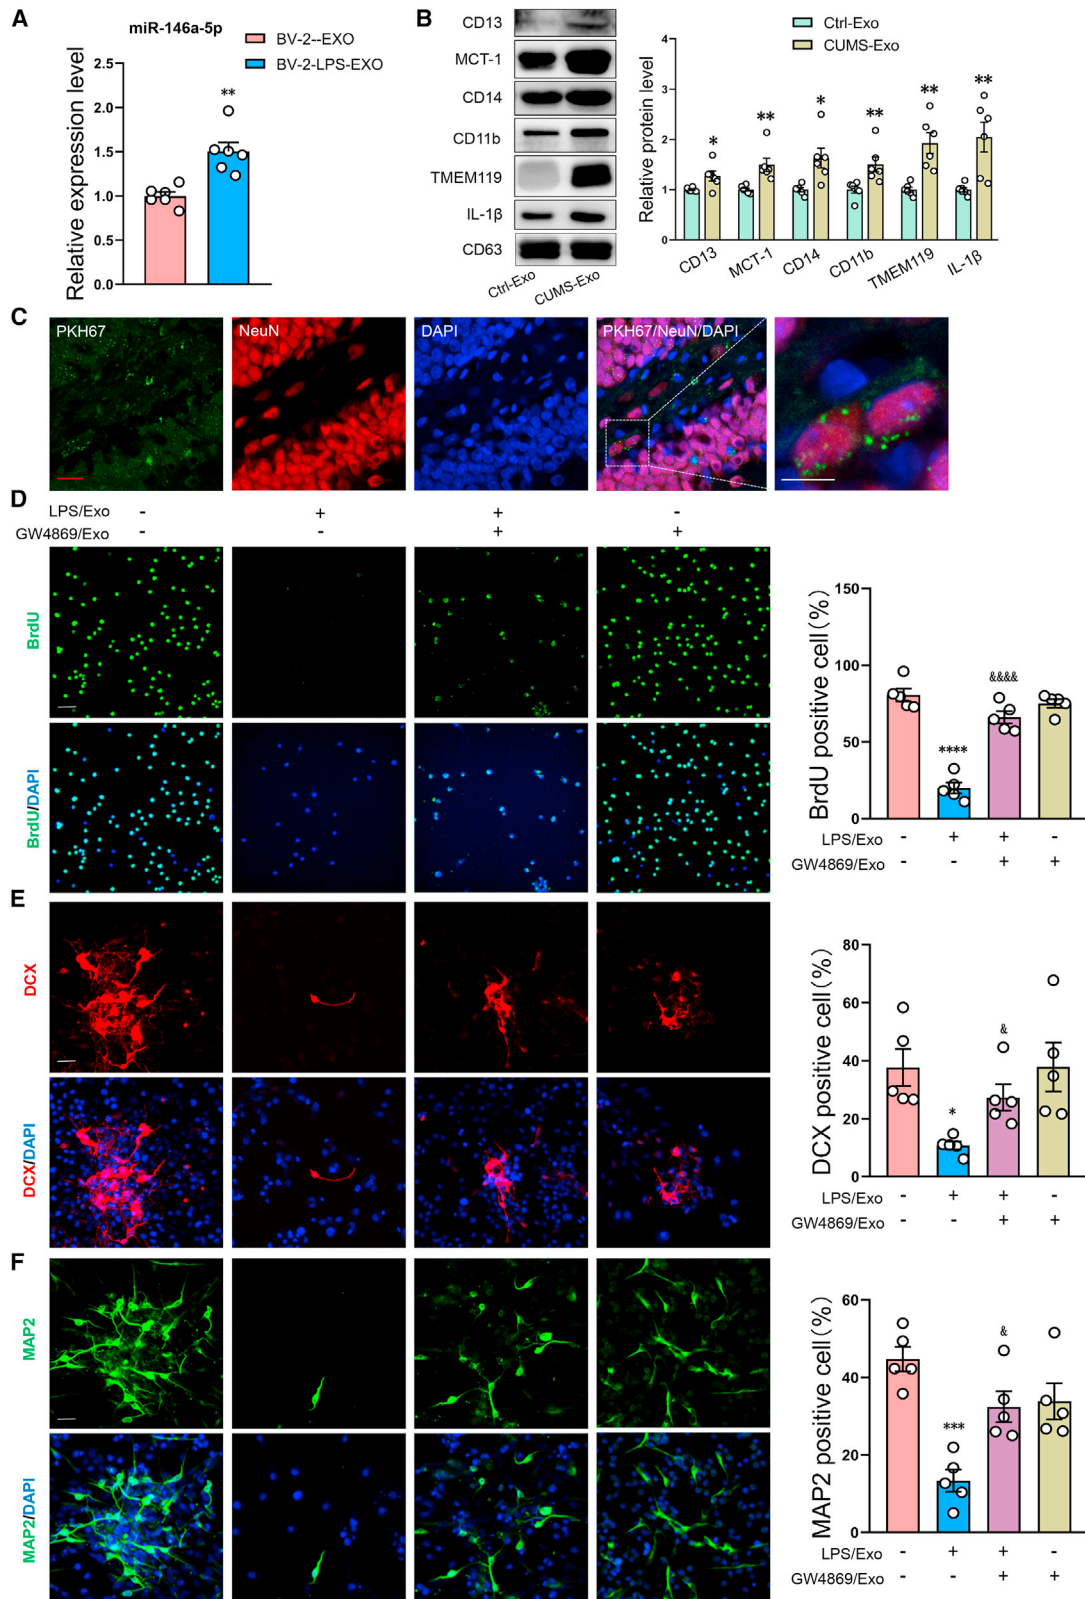 A
miR-146a-5p
BV-2--EXO
BV-2-LPS-EXO
Relative expression level
2.5
2.0
1.5
1.0
0.5
0.0
**
B
CD13
MCT-1
CD14
CD11b
TMEM119
IL-1β
CD63
Ctrl-Exo
CUMS-Exo
Ctrl-Exo
CUMS-Exo
Relative protein level
4
3
2
1
0
* ** * ** ** **
CD13 MCT-1 CD14 CD11b TMEM119 IL-1β
C
PKH67 NeuN DAPI PKH67/NeuN/DAPI
D
LPS/Exo - + + -
GW4869/Exo - - + +
BrdU
BrdU/DAPI
BrdU positive cell(%)
150
100
50
0
**** &&&&
LPS/Exo - + + -
GW4869/Exo - - + +
E
DCX
DCX/DAPI
DCX positive cell(%)
80
60
40
20
0
* &
LPS/Exo - + + -
GW4869/Exo - - + +
F
MAP2
MAP2/DAPI
MAP2 positive cell(%)
60
40
20
0
*** &
LPS/Exo - + + -
GW4869/Exo - - + +